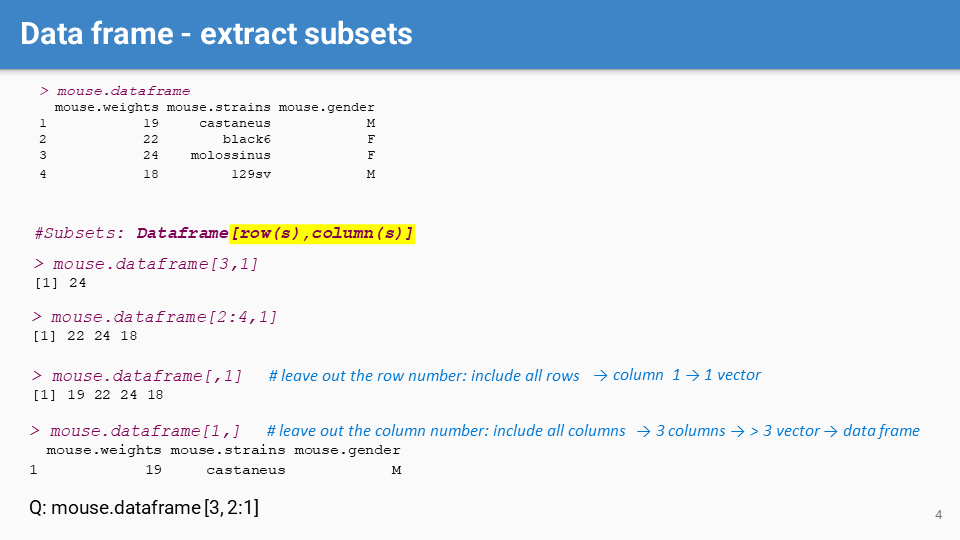 Data frame - extract subsets
> mouse.dataframe
mouse.weights mouse.strains mouse.gender
1 19 castaneus M
2 22 black6 F
3 24 molossinus F
4 18 129sv M
#Subsets: Dataframe[row(s),column(s)]
> mouse.dataframe[3,1]
[1] 24
> mouse.dataframe[2:4,1]
[1] 22 24 18
> mouse.dataframe[,1] # leave out the row number: include all rows → column 1 → 1 vector
[1] 19 22 24 18
> mouse.dataframe[1,] # leave out the column number: include all columns → 3 columns → > 3 vector → data frame
mouse.weights mouse.strains mouse.gender
1 19 castaneus M
Q: mouse.dataframe [3, 2:1]
4